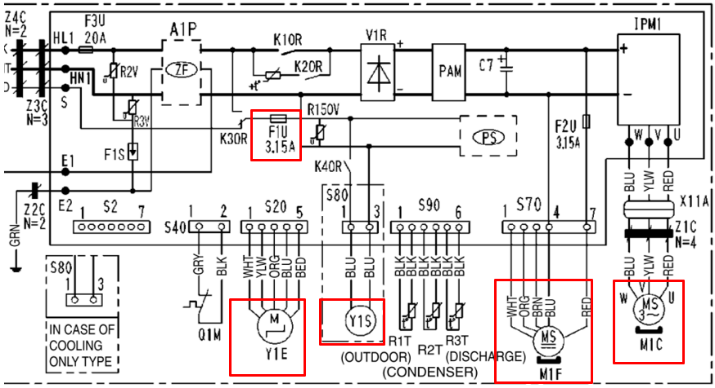 Z4C
N=2
F3U
20A
A1P
HL1
HN1
S
Z3C
N=3
R2V
ZF
R3V
F1S
E1
E2
Z2C
N=2
GRN
K10R
K20R
+t
V1R
+
-
PAM
C7
+
IPM1
+
-
W V U
K30R
F1U
3.15A
R150V
PS
F2U
3.15A
K40R
S80
1 3
BLU YLW RED
X11A
Z1C
N=4
1 S2 7
1 2
S40
1 S20 5
1 S90 6
1 S70 4 7
GRY BLK
WHT YLW ORG BLU RED
BLU BLU
BLK BLK BLK BLK BLK BLK
WHT ORG BRN BLU RED
BLU YLW RED
W V U
S80
1 3
IN CASE OF
COOLING
ONLY TYPE
Q1M
M
Y1E
Y1S
(OUTDOOR)
R1T
R2T
R3T
(CONDENSER)
(DISCHARGE)
MS
M1F
MS
3~
M1C